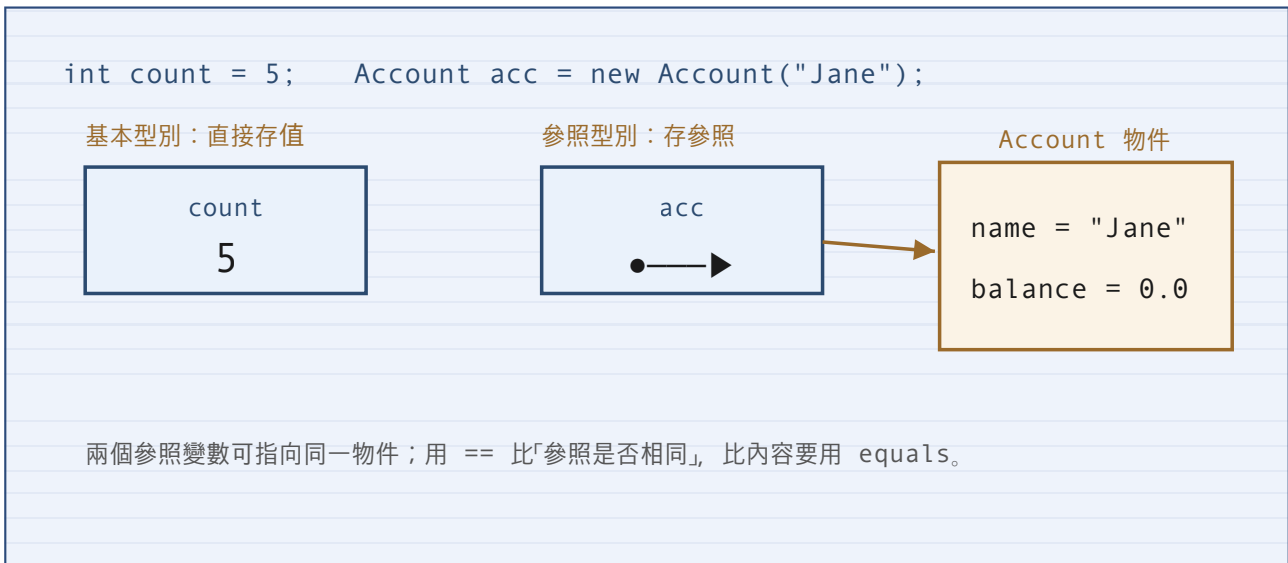 int count = 5;   Account acc = new Account("Jane");
基本型別：直接存值
參照型別：存參照
Account 物件
count
5
acc
name = "Jane"
balance = 0.0
兩個參照變數可指向同一物件；用 == 比「參照是否相同」，比內容要用 equals。